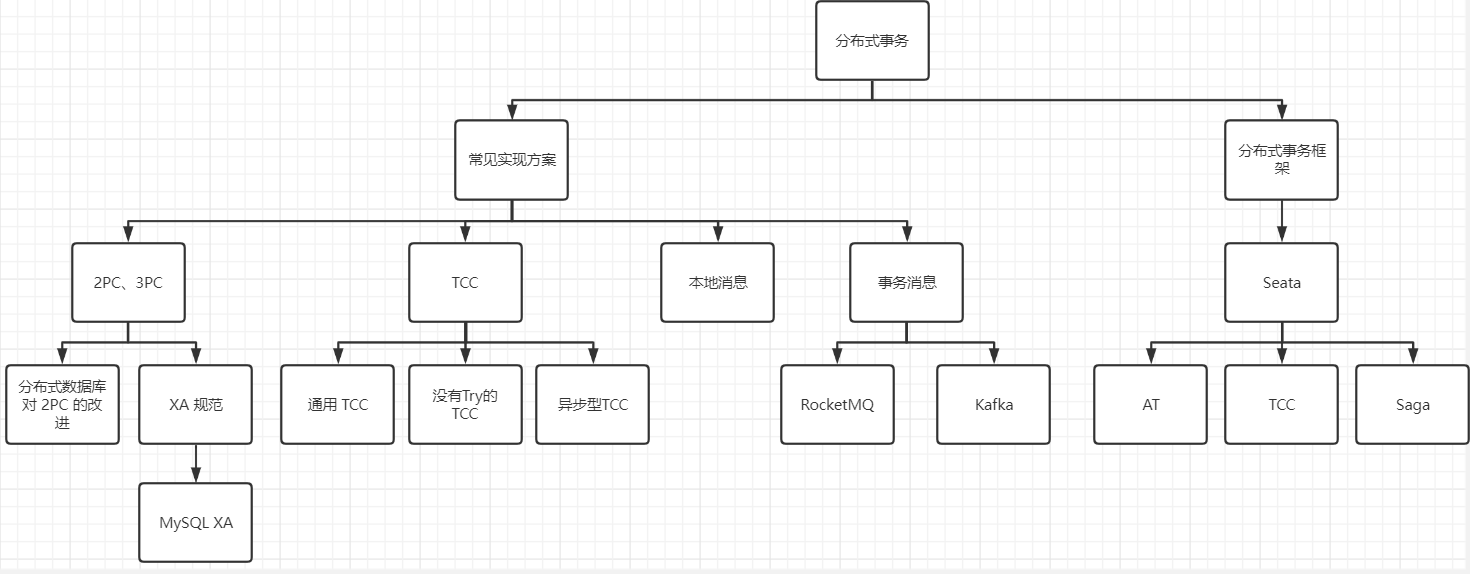 分布式事务
常见实现方案
分布式事务框
架
2PC、3PC
TCC
本地消息
事务消息
Seata
分布式数据库
对 2PC 的改
进
XA 规范
通用 TCC
没有Try的
TCC
异步型TCC
RocketMQ
Kafka
AT
TCC
Saga
MySQL XA